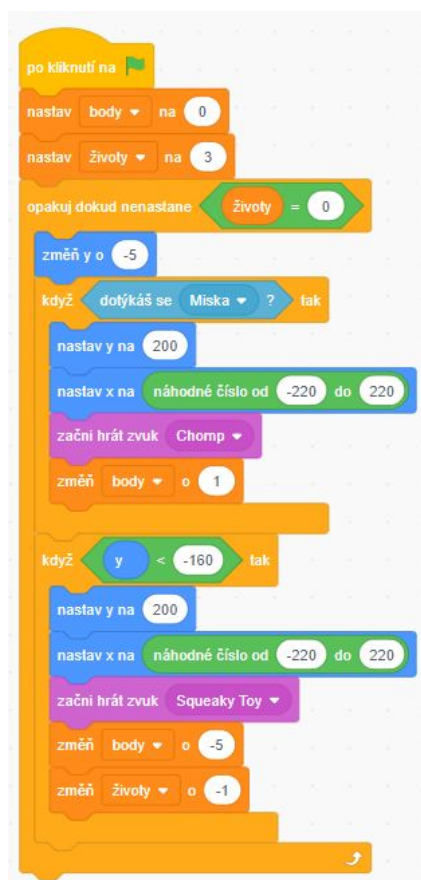 po kliknutí na
nastav body na 0
nastav životy na 3
opakuj dokud nenastane životy = 0
změň y o -5
když dotýkáš se Miska ? tak
nastav y na 200
nastav x na náhodné číslo od -220 do 220
začni hrát zvuk Chomp
změň body o 1
když y < -160 tak
nastav y na 200
nastav x na náhodné číslo od -220 do 220
začni hrát zvuk Squeaky Toy
změň body o -5
změň životy o -1